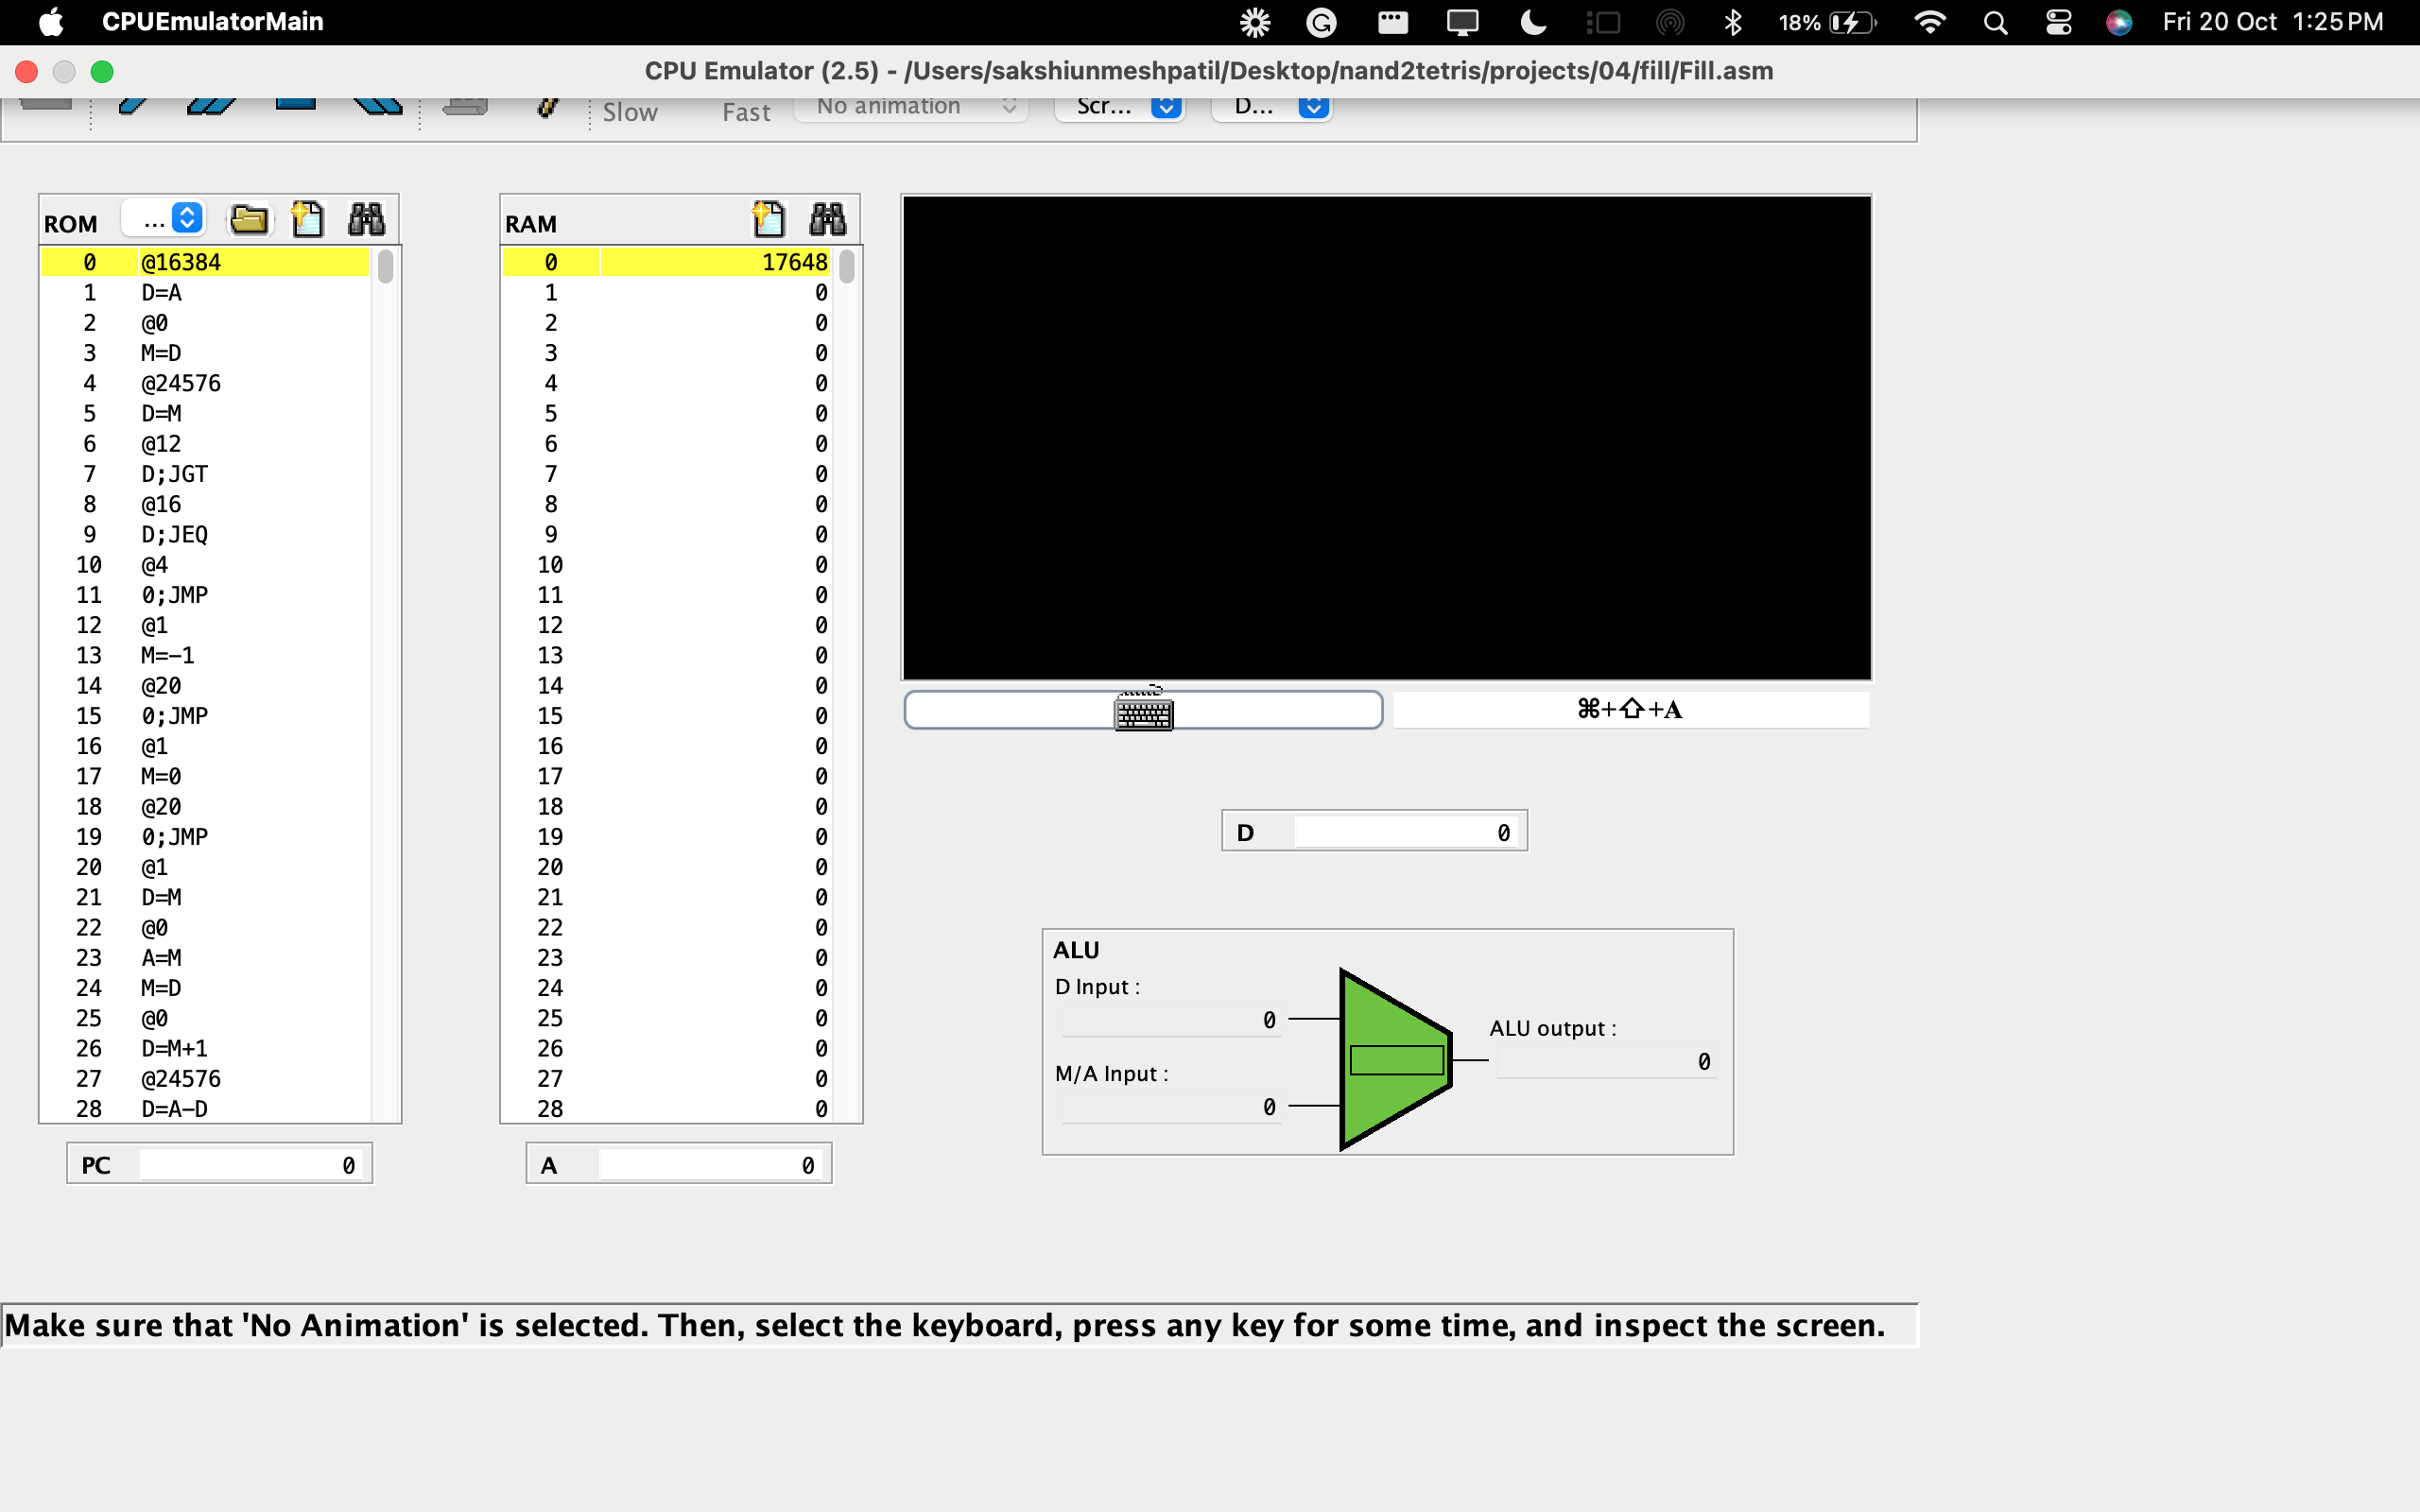 CPUEmulatorMain 18% Fri 20 Oct 1:25 PM
CPU Emulator (2.5) - /Users/sakshiunmeshpatil/Desktop/nand2tetris/projects/04/fill/Fill.asm
Slow Fast No animation Scr... D...
ROM ...
0 @16384
1 D=A
2 @0
3 M=D
4 @24576
5 D=M
6 @12
7 D;JGT
8 @16
9 D;JEQ
10 @4
11 0;JMP
12 @1
13 M=-1
14 @20
15 0;JMP
16 @1
17 M=0
18 @20
19 0;JMP
20 @1
21 D=M
22 @0
23 A=M
24 M=D
25 @0
26 D=M+1
27 @24576
28 D=A-D
PC 0
RAM
0 17648
1 0
2 0
3 0
4 0
5 0
6 0
7 0
8 0
9 0
10 0
11 0
12 0
13 0
14 0
15 0
16 0
17 0
18 0
19 0
20 0
21 0
22 0
23 0
24 0
25 0
26 0
27 0
28 0
A 0
⌘+⇧+A
D 0
ALU
D Input :
0
M/A Input :
0
ALU output :
0
Make sure that 'No Animation' is selected. Then, select the keyboard, press any key for some time, and inspect the screen.